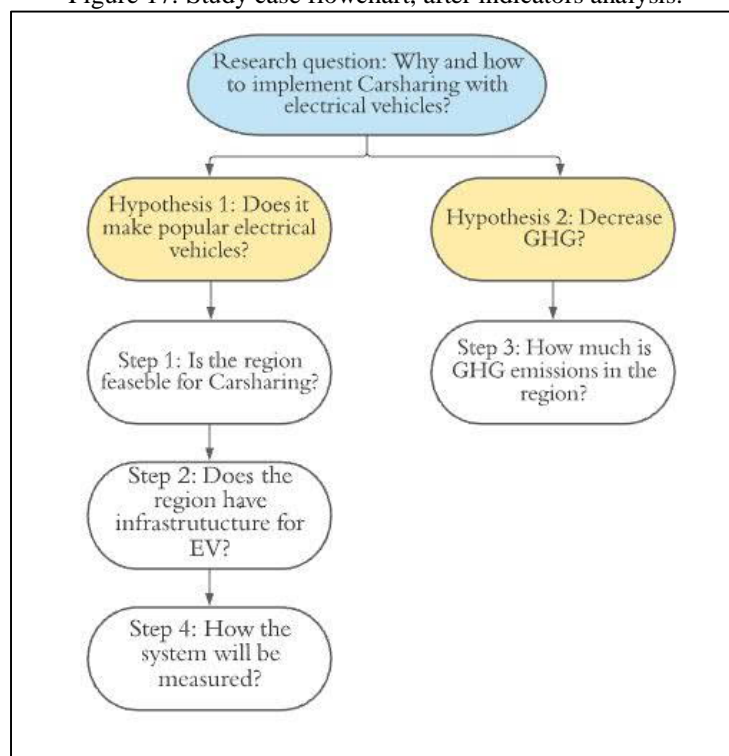 Figure 17: Study case flowchart, after indicators analysis.
Research question: Why and how
to implement Carsharing with
electrical vehicles?
Hypothesis 1: Does it
make popular electrical
vehicles?
Hypothesis 2: Decrease
GHG?
Step 1: Is the region
feaseble for Carsharing?
Step 3: How much is
GHG emissions in the
region?
Step 2: Does the
region have
infrastrutucture for
EV?
Step 4: How the
system will be
measured?